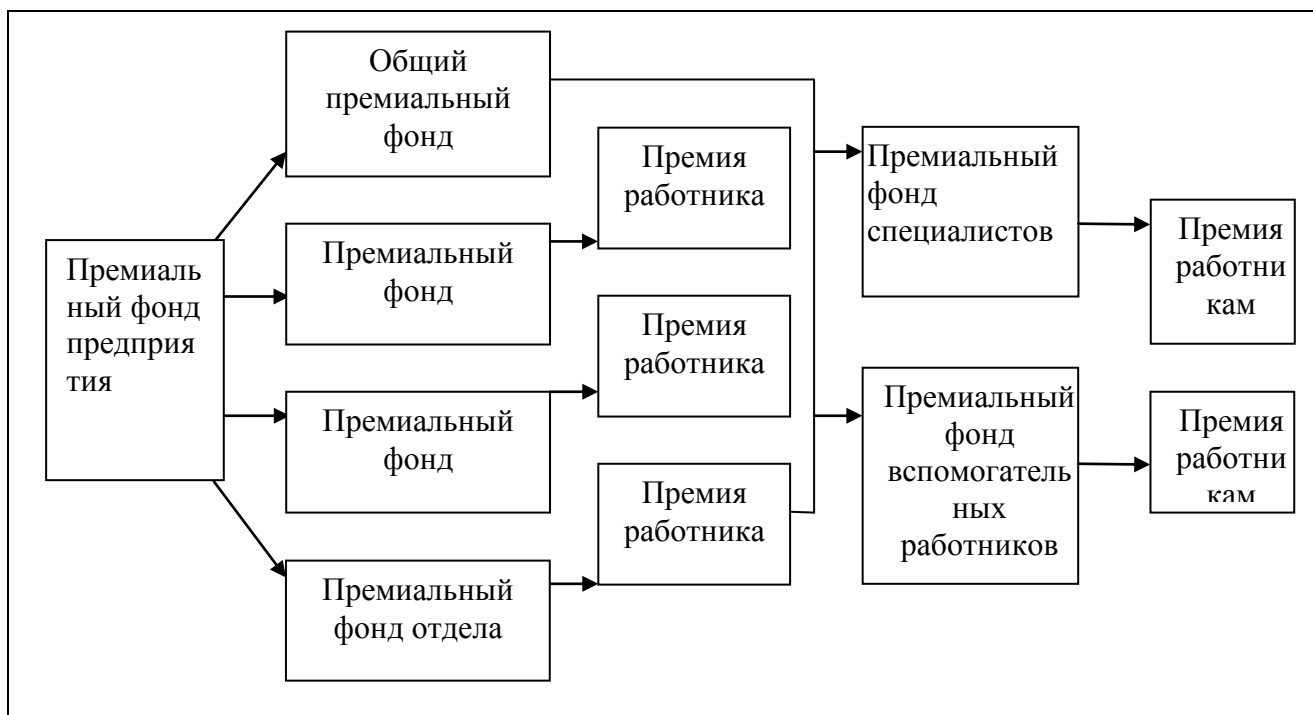 Премиаль
ный фонд
предприя
тия
Общий
премиальный
фонд
Премиальный
фонд
Премиальный
фонд
Премиальный
фонд отдела
Премия
работника
Премия
работника
Премия
работника
Премиальный
фонд
специалистов
Премиальный
фонд
вспомогатель
ных
работников
Премия
работни
кам
Премия
работни
кам